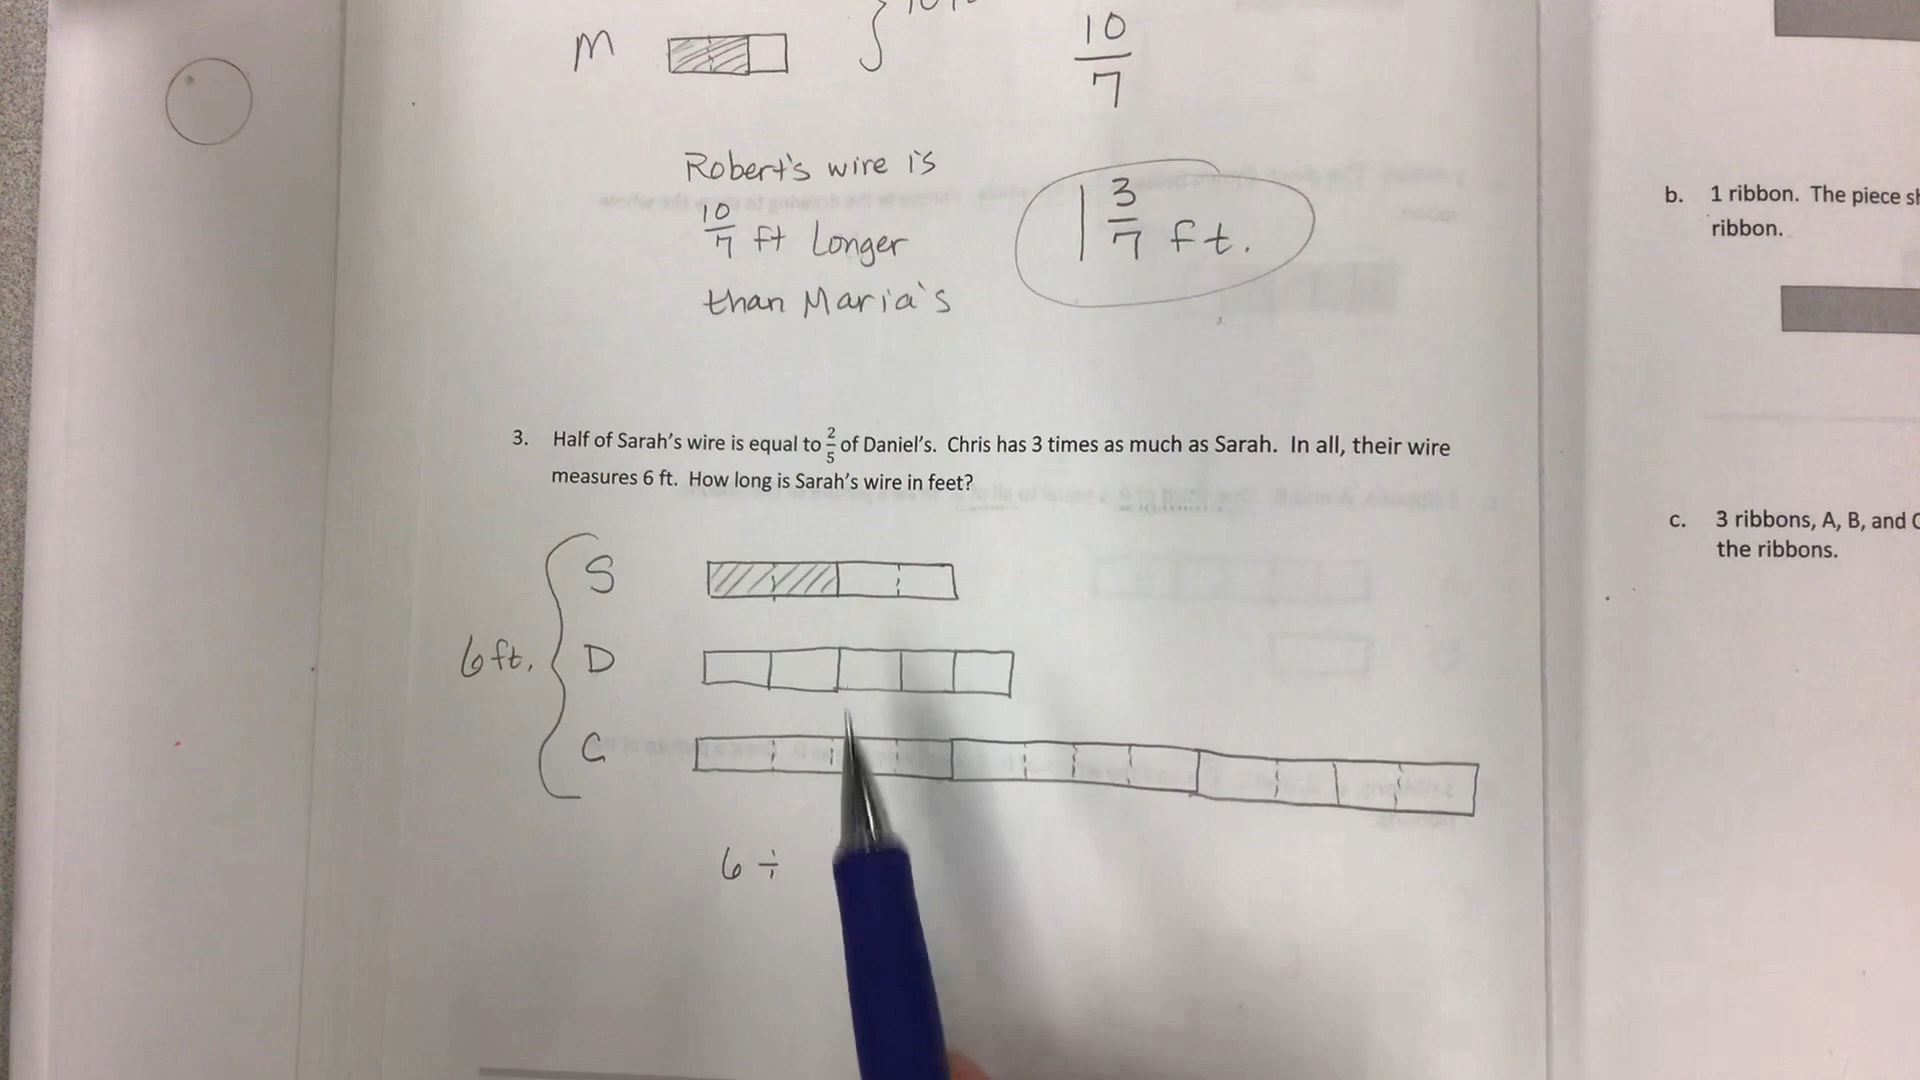 M
10
7
Robert's wire is
10/7 ft Longer
than Maria's
1 3/7 ft.
b. 1 ribbon. The piece
ribbon.
3. Half of Sarah's wire is equal to 2/5 of Daniel's. Chris has 3 times as much as Sarah. In all, their wire
measures 6 ft. How long is Sarah's wire in feet?
c. 3 ribbons, A, B, and
the ribbons.
S
6ft. D
C
6 ÷